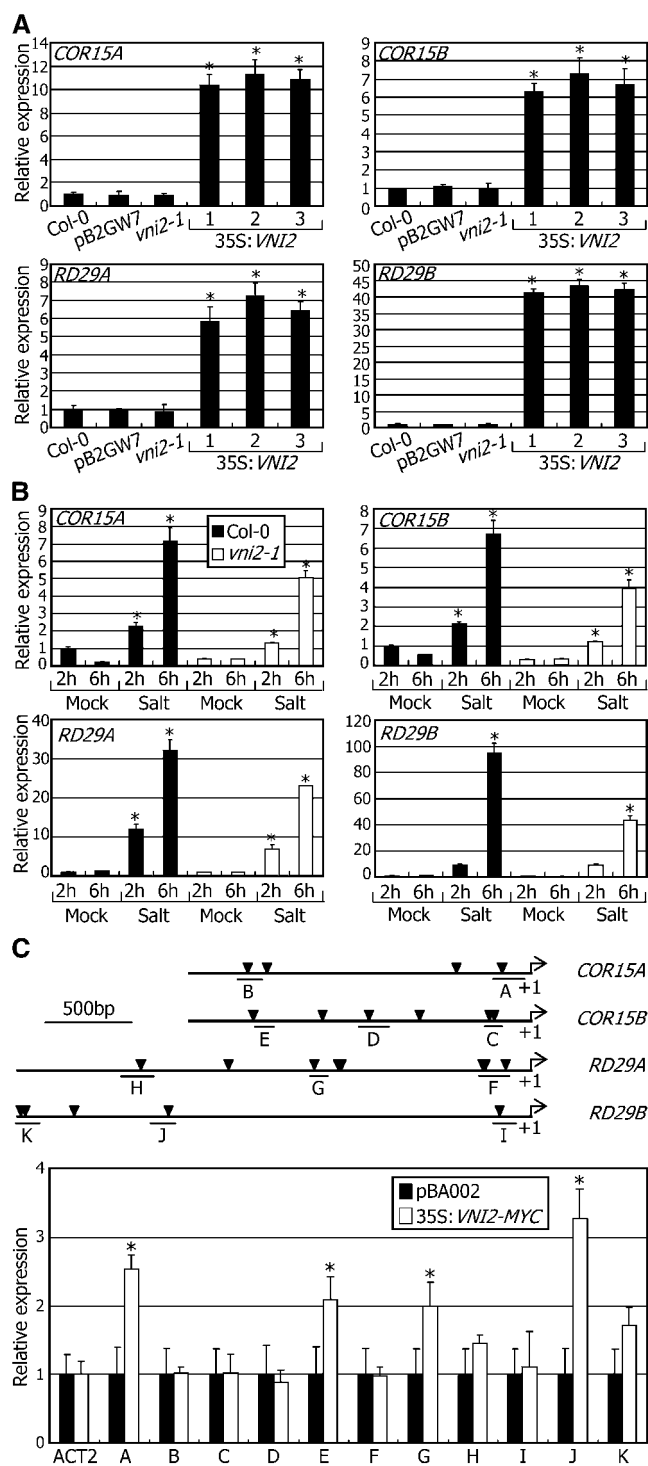 A
COR15A
COR15B
Relative expression
14
12
10
8
6
4
2
0
9
8
7
6
5
4
3
2
1
0
* * *
* * *
Col-0 pB2GW7 vni2-1 1 2 3
35S:VNI2
Col-0 pB2GW7 vni2-1 1 2 3
35S:VNI2
RD29A
RD29B
Relative expression
9
8
7
6
5
4
3
2
1
0
50
45
40
35
30
25
20
15
10
5
0
* * *
* * *
Col-0 pB2GW7 vni2-1 1 2 3
35S:VNI2
Col-0 pB2GW7 vni2-1 1 2 3
35S:VNI2
B
COR15A
COR15B
Col-0
vni2-1
Relative expression
9
8
7
6
5
4
3
2
1
0
8
7
6
5
4
3
2
1
0
* * * *
* * * *
2h 6h 2h 6h 2h 6h 2h 6h
Mock Salt Mock Salt
2h 6h 2h 6h 2h 6h 2h 6h
Mock Salt Mock Salt
RD29A
RD29B
Relative expression
40
30
20
10
0
120
100
80
60
40
20
0
* * * *
* *
2h 6h 2h 6h 2h 6h 2h 6h
Mock Salt Mock Salt
2h 6h 2h 6h 2h 6h 2h 6h
Mock Salt Mock Salt
C
COR15A
B A +1
500bp
COR15B
E D C +1
RD29A
H G F +1
RD29B
K J I +1
Relative expression
4
3
2
1
0
pBA002
35S:VNI2-MYC
* * * *
ACT2 A B C D E F G H I J K